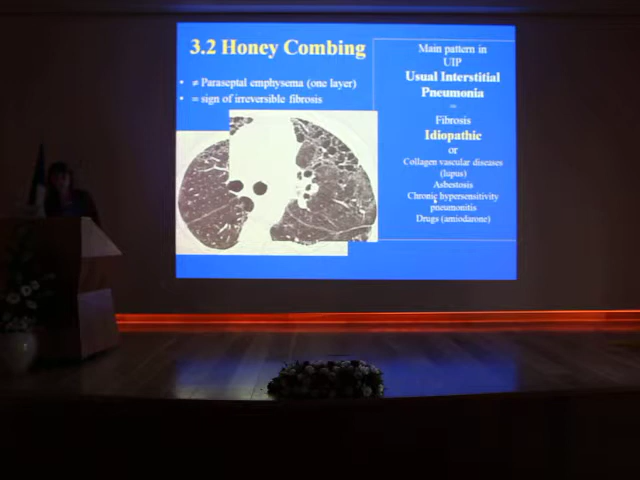 3.2 Honey Combing
• ≠ Paraseptal emphysema (one layer)
• = sign of irreversible fibrosis
Main pattern in
UIP
Usual Interstitial
Pneumonia
=
Fibrosis
Idiopathic
or
Collagen vascular diseases
(lupus)
Asbestosis
Chronic hypersensitivity
pneumonitis
Drugs (amiodarone)